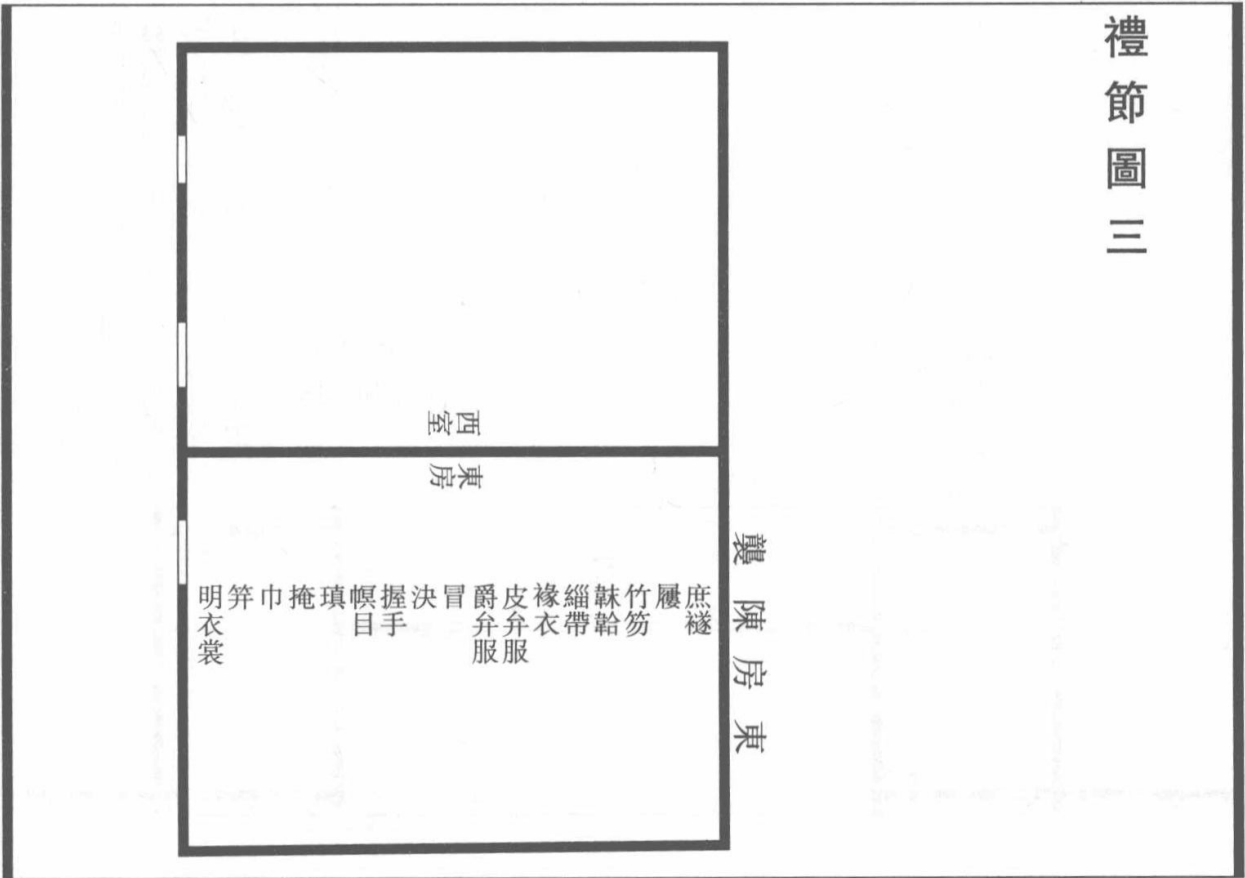 禮節圖三
東房陳襲
庶襚
屨
竹笏
韎韐
緇帶
褖衣
皮弁服
爵弁服
冒
決
握手
幎目
瑱
掩
巾
笄
明衣裳
西室
東房